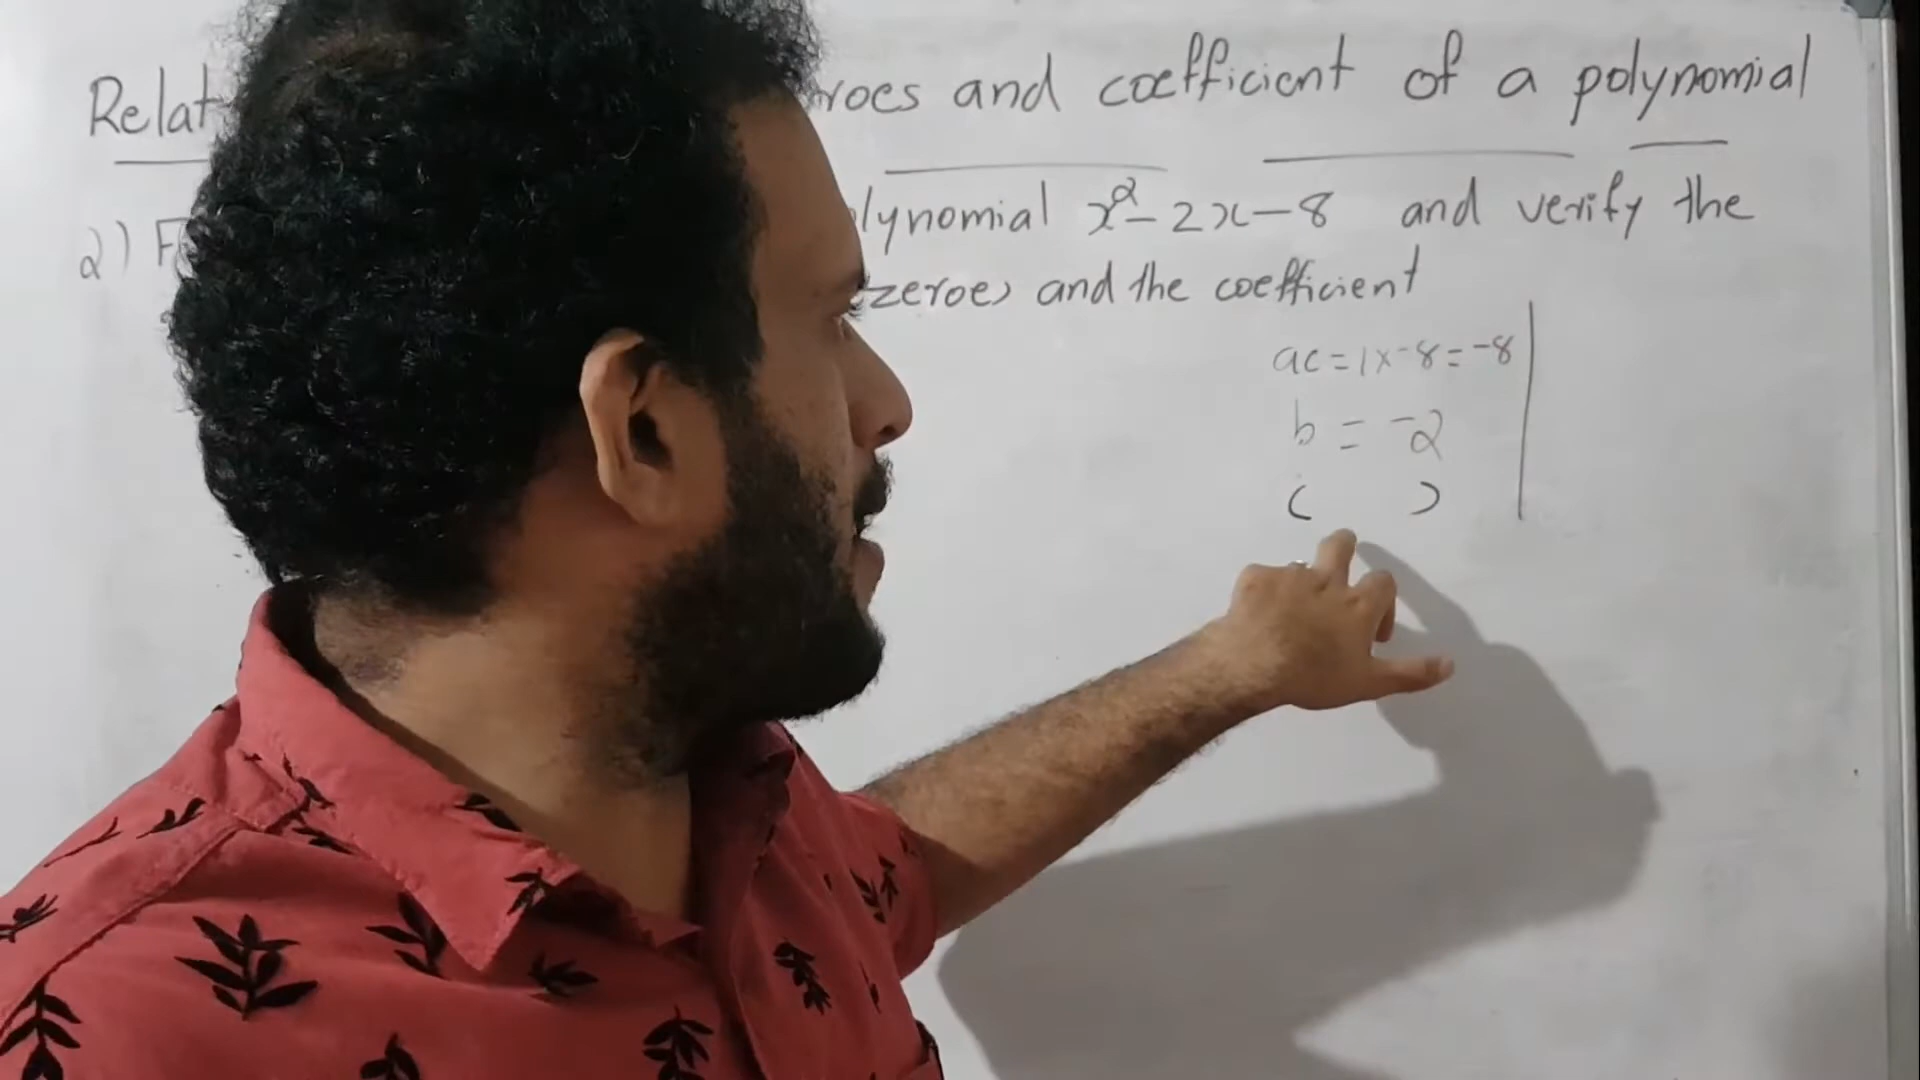 Relat roes and coefficient of a polynomial
2) F lynomial x²-2x-8 and verify the
zeroes and the coefficient
ac=1x-8=-8
b = -2
( )